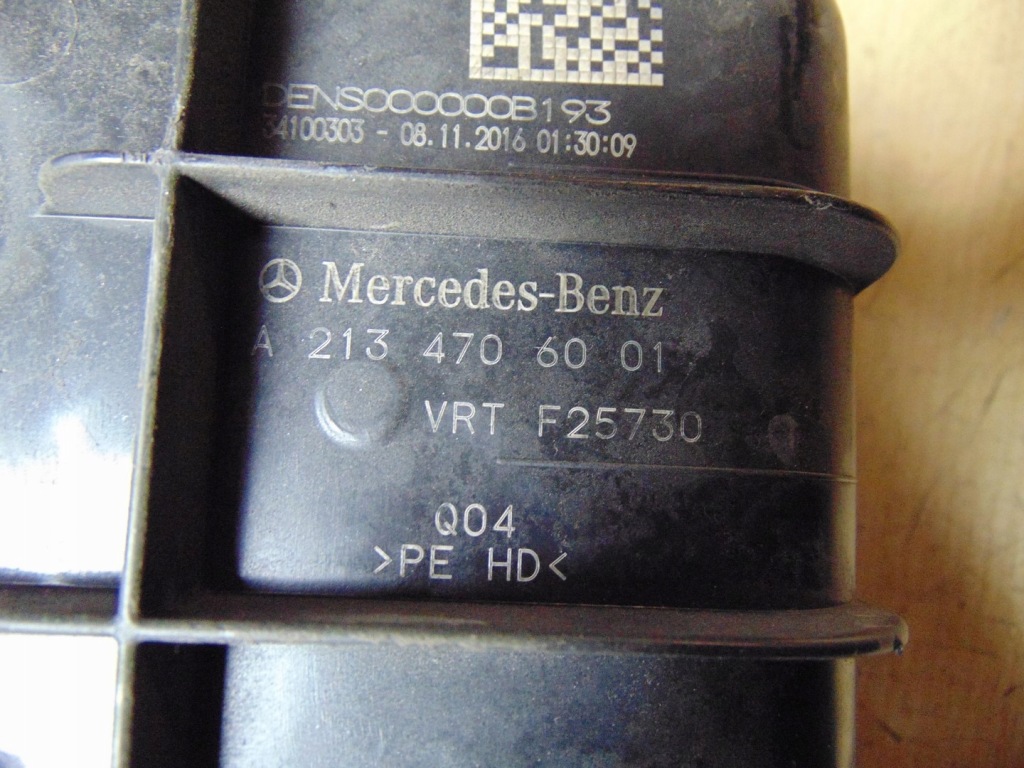 DENSO00000B193
34100303 - 08.11.2016 01:30:09
Mercedes-Benz
A 213 470 60 01
VRT F25730
Q04
>PE HD<